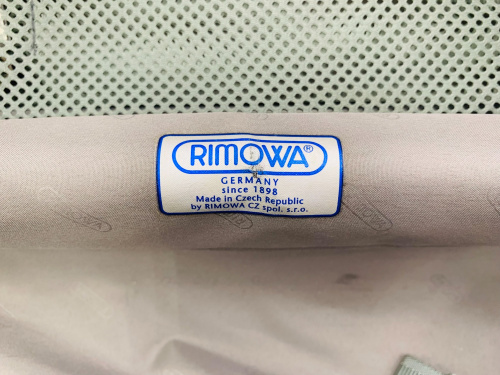 RIMOWA®
GERMANY
since 1898
Made in Czech Republic
by RIMOWA CZ spol. s.r.o.